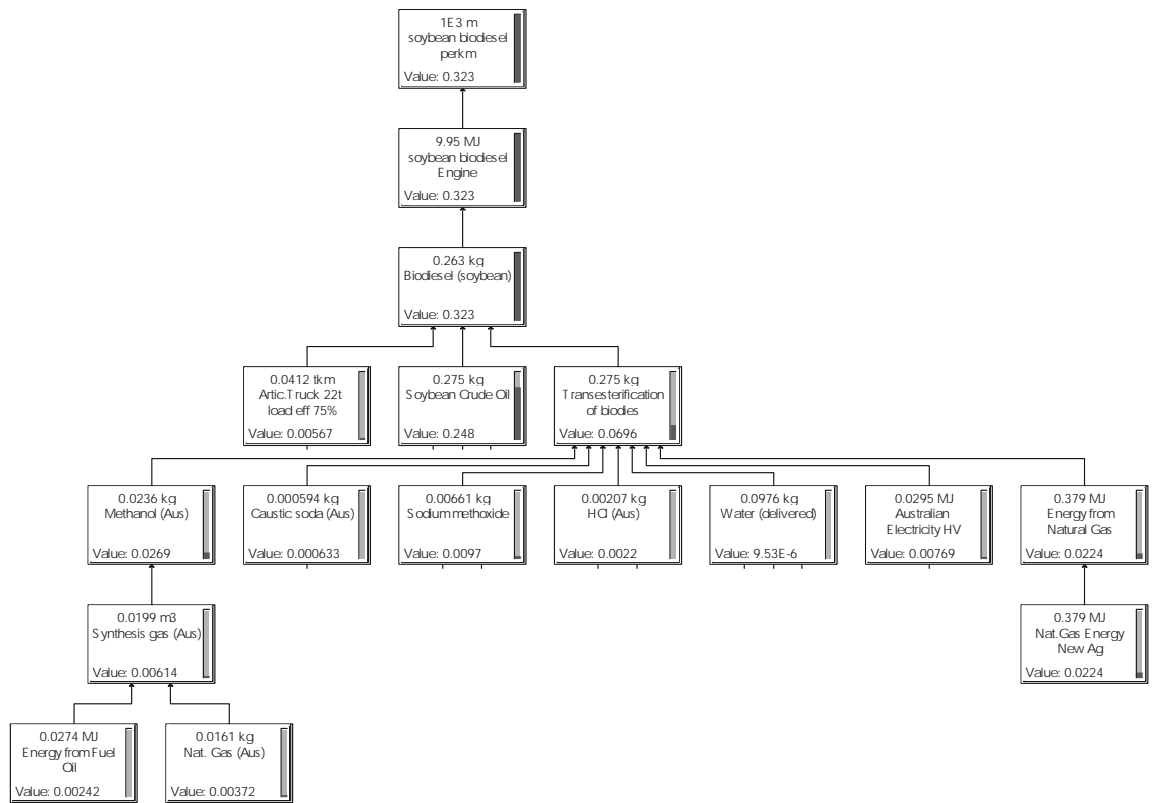 1E3 m
soybean biodiesel
perkm
Value: 0.323
9.95 MJ
soybean biodiesel
Engine
Value: 0.323
0.263 kg
Biodiesel (soybean)
Value: 0.323
0.0412 tkm
Artic.Truck 22t
load eff 75%
Value: 0.00567
0.275 kg
Soybean Crude Oil
Value: 0.248
0.275 kg
Transesterification
of biodies
Value: 0.0696
0.0236 kg
Methanol (Aus)
Value: 0.0269
0.000594 kg
Caustic soda (Aus)
Value: 0.000633
0.00661 kg
Sodium methoxide
Value: 0.0097
0.00207 kg
HCl (Aus)
Value: 0.0022
0.0976 kg
Water (delivered)
Value: 9.53E-6
0.0295 MJ
Australian
Electricity HV
Value: 0.00769
0.379 MJ
Energy from
Natural Gas
Value: 0.0224
0.0199 m3
Synthesis gas (Aus)
Value: 0.00614
0.379 MJ
Nat.Gas Energy
New Ag
Value: 0.0224
0.0274 MJ
Energy from Fuel
Oil
Value: 0.00242
0.0161 kg
Nat. Gas (Aus)
Value: 0.00372